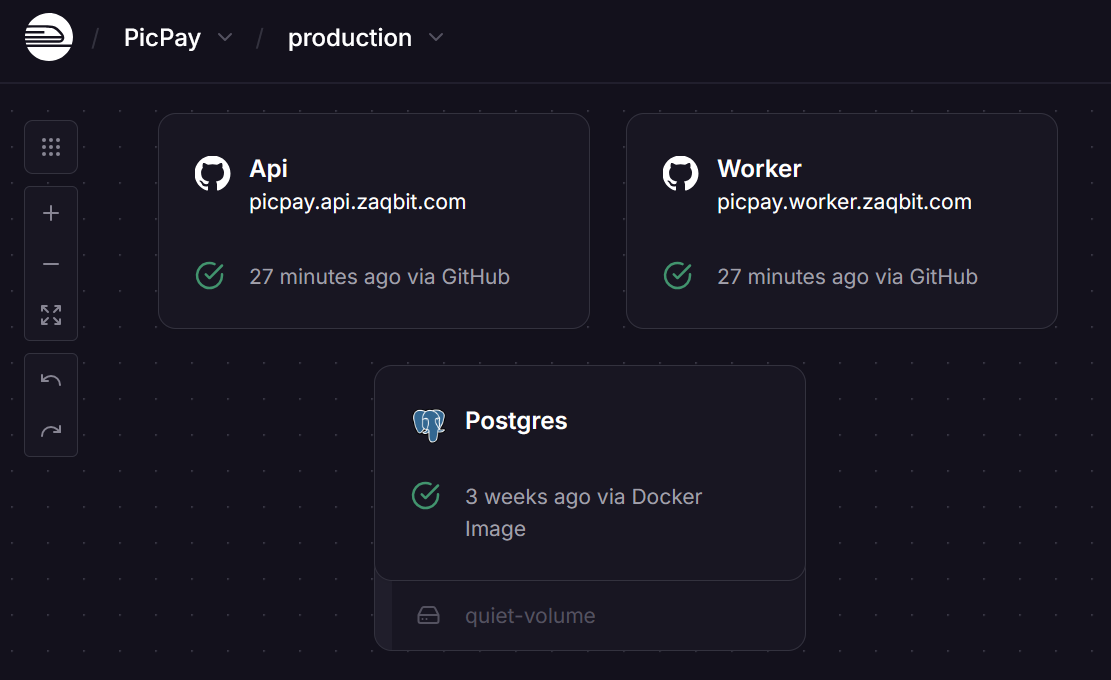 / PicPay / production
Api
picpay.api.zaqbit.com
27 minutes ago via GitHub
Worker
picpay.worker.zaqbit.com
27 minutes ago via GitHub
Postgres
3 weeks ago via Docker
Image
quiet-volume